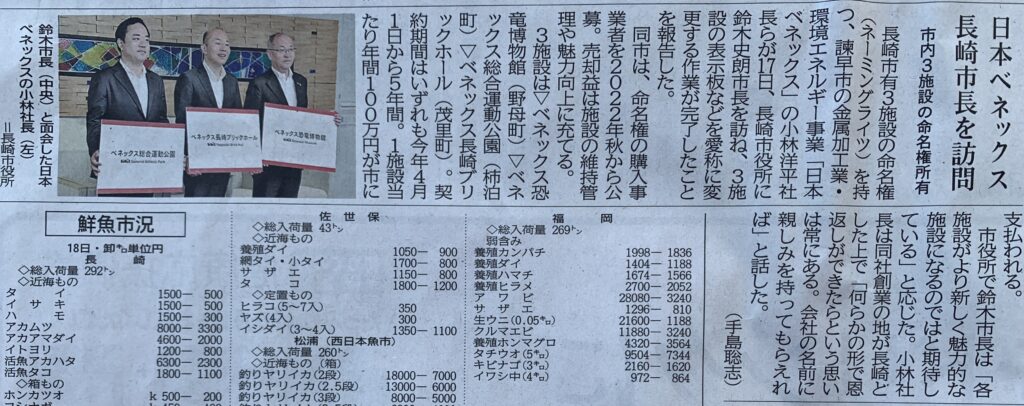 日本ベネックス
長崎市長を訪問
市内３施設の命名権所有
長崎市有３施設の命名権
（ネーミングライツ）を持
つ、諫早市の金属加工業・
環境エネルギー事業「日本
ベネックス」の小林洋平社
長らが17日、長崎市役所に
鈴木史朗市長を訪ね、３施
設の表示板などを愛称に変
更する作業が完了したこと
を報告した。
同市は、命名権の購入事
業者を2022年秋から公
募。売却益は施設の維持管
理や魅力向上に充てる。
３施設は▽ベネックス恐
竜博物館（野母町）▽ベネ
ックス総合運動公園（柿泊
町）▽ベネックス長崎ブリ
ックホール（茂里町）。契
約期間はいずれも今年４月
１日から５年間。１施設当
たり年間100万円が市に
支払われる。
市役所で鈴木市長は「各
施設がより新しく魅力的な
施設になるのではと期待し
ている」と応じた。小林社
長は同社創業の地が長崎と
した上で「何らかの形で恩
返しができたらという思い
は常にある。会社の名前に
親しみを持ってもらえれ
ば」と話した。
（手島聡志）
ベネックス総合運動公園
ベネックス長崎ブリックホール
ベネックス恐竜博物館
鈴木市長（中央）と面会した日本
ベネックスの小林社長（左）
＝長崎市役所
鮮魚市況
18日・卸㌔単位円
長崎
◇総入荷量 292㌧
◇近海もの
タイ 1500― 500
イサキ 1500― 500
ハモ 1500― 300
アカムツ 8000― 3300
アカアマダイ 4600― 2000
イトヨリ 1200― 800
活魚アカハタ 6300― 2300
活魚タコ 1800― 1100
◇箱もの
ホンカツオ k 500― 200
佐世保
◇総入荷量 43㌧
◇近海もの
養殖ダイ 1050― 900
網タイ・小タイ 1700― 800
サザエ 1150― 800
タコ 1800― 1200
◇定置もの
ヒラコ（5〜7入） 350
ヤズ（4入） 300
イシダイ（3〜4入） 1350― 1100
松浦（西日本魚市）
◇総入荷量 260㌧
◇近海もの（箱）
釣りヤリイカ（2段） 18000― 7000
釣りヤリイカ（2.5段） 13000― 6000
釣りヤリイカ（3段） 8000― 5000
福岡
◇総入荷量 269㌧
弱含み
養殖カンパチ 1998― 1836
養殖ダイ 1404― 1188
養殖ハマチ 1674― 1566
養殖ヒラメ 2700― 2052
アワビ 28080― 3240
サザエ 1296― 810
生ウニ（0.05㌔） 21600― 1188
クルマエビ 11880― 3240
養殖ホンマグロ 4320― 3564
タチウオ（5㌔） 9504― 7344
キビナゴ（3㌔） 2160― 1620
イワシ中（4㌔） 972― 864